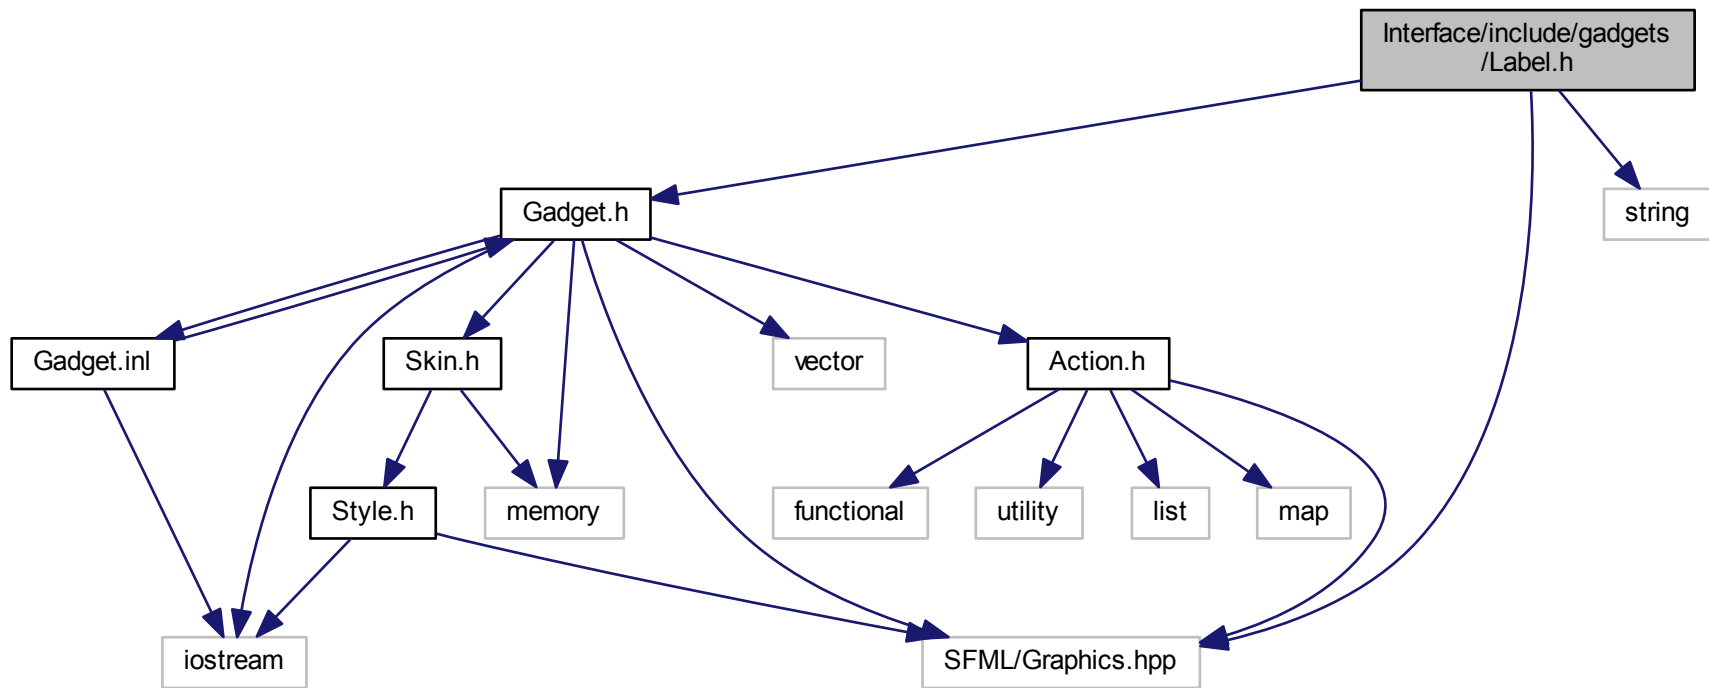 Interface/include/gadgets
/Label.h
Gadget.h
string
Gadget.inl
Skin.h
vector
Action.h
Style.h
memory
functional
utility
list
map
iostream
SFML/Graphics.hpp